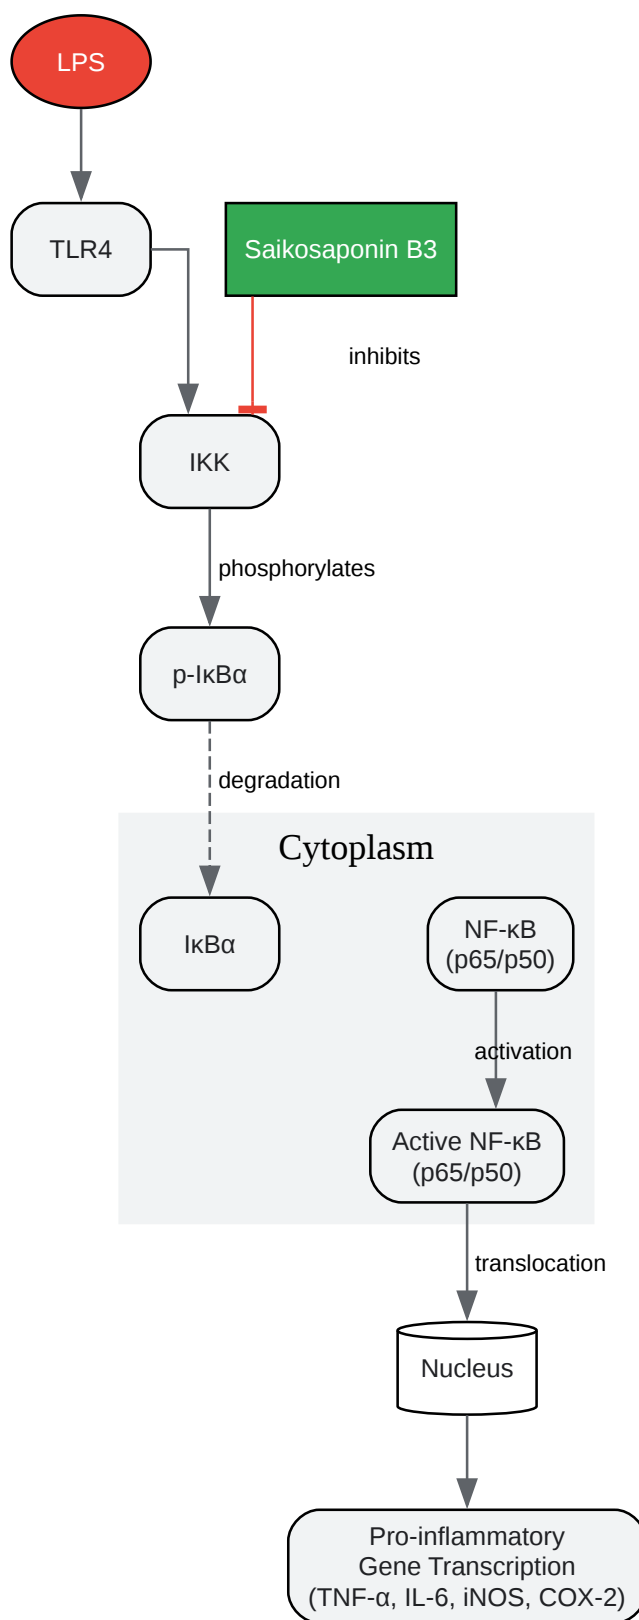 LPS
TLR4
Saikosaponin B3
inhibits
IKK
phosphorylates
p-IκBα
degradation
Cytoplasm
IκBα
NF-κB
(p65/p50)
activation
Active NF-κB
(p65/p50)
translocation
Nucleus
Pro-inflammatory
Gene Transcription
(TNF-α, IL-6, iNOS, COX-2)